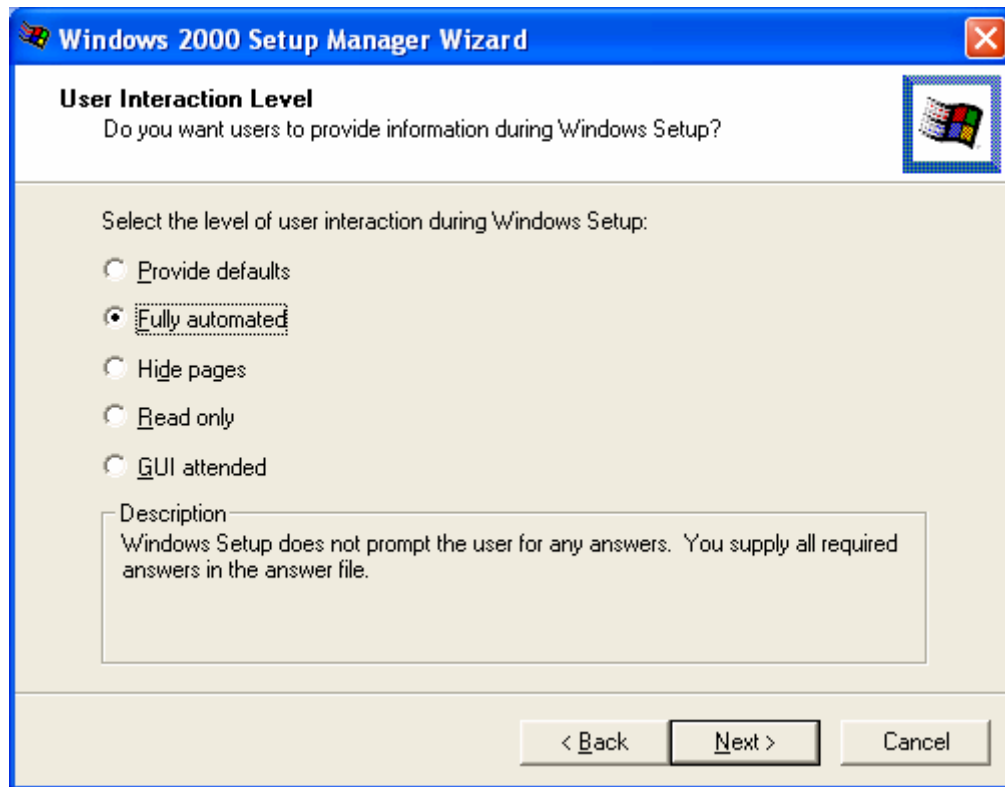 Windows 2000 Setup Manager Wizard
User Interaction Level
Do you want users to provide information during Windows Setup?
Select the level of user interaction during Windows Setup:
Provide defaults
Fully automated
Hide pages
Read only
GUI attended
Description
Windows Setup does not prompt the user for any answers.  You supply all required
answers in the answer file.
< Back
Next >
Cancel